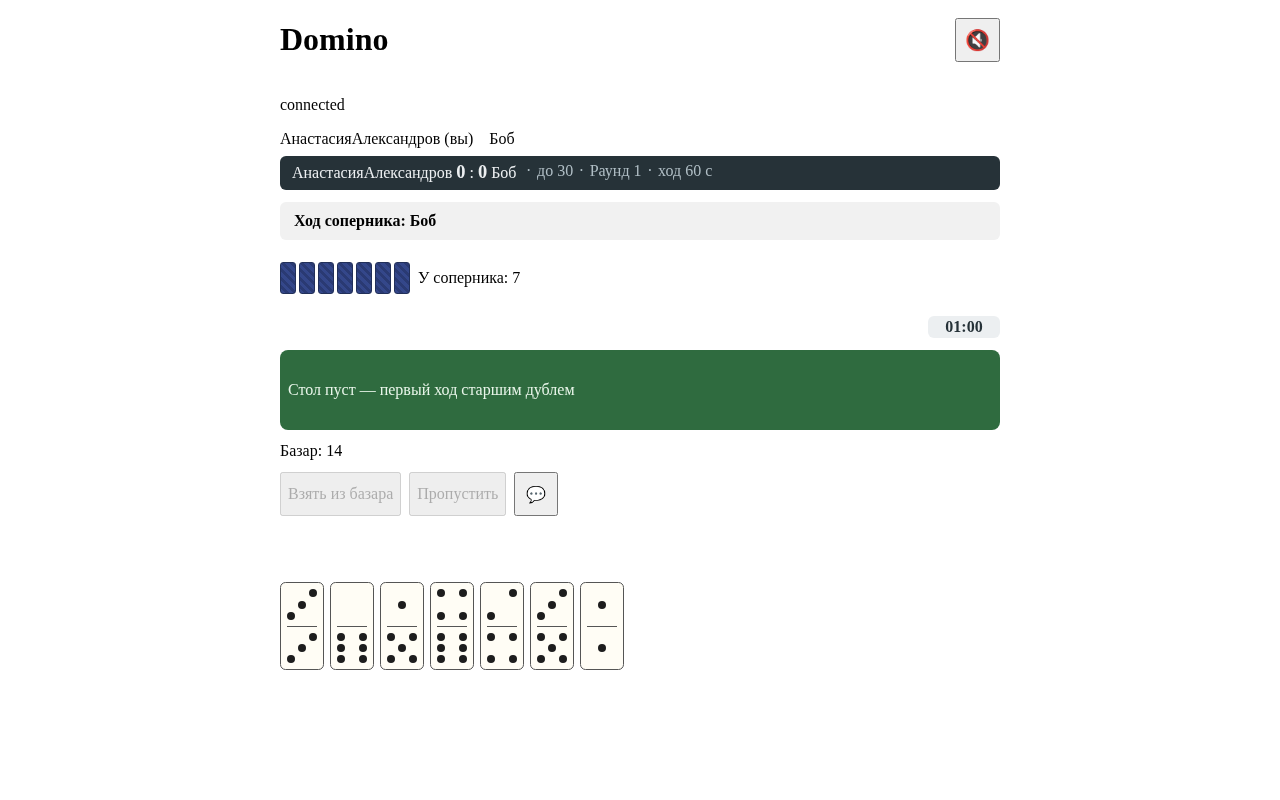 Domino
connected
АнастасияАлександров (вы) Боб
АнастасияАлександров 0 : 0 Боб · до 30 · Раунд 1 · ход 60 с
Ход соперника: Боб
У соперника: 7
01:00
Стол пуст — первый ход старшим дублем
Базар: 14
Взять из базара Пропустить